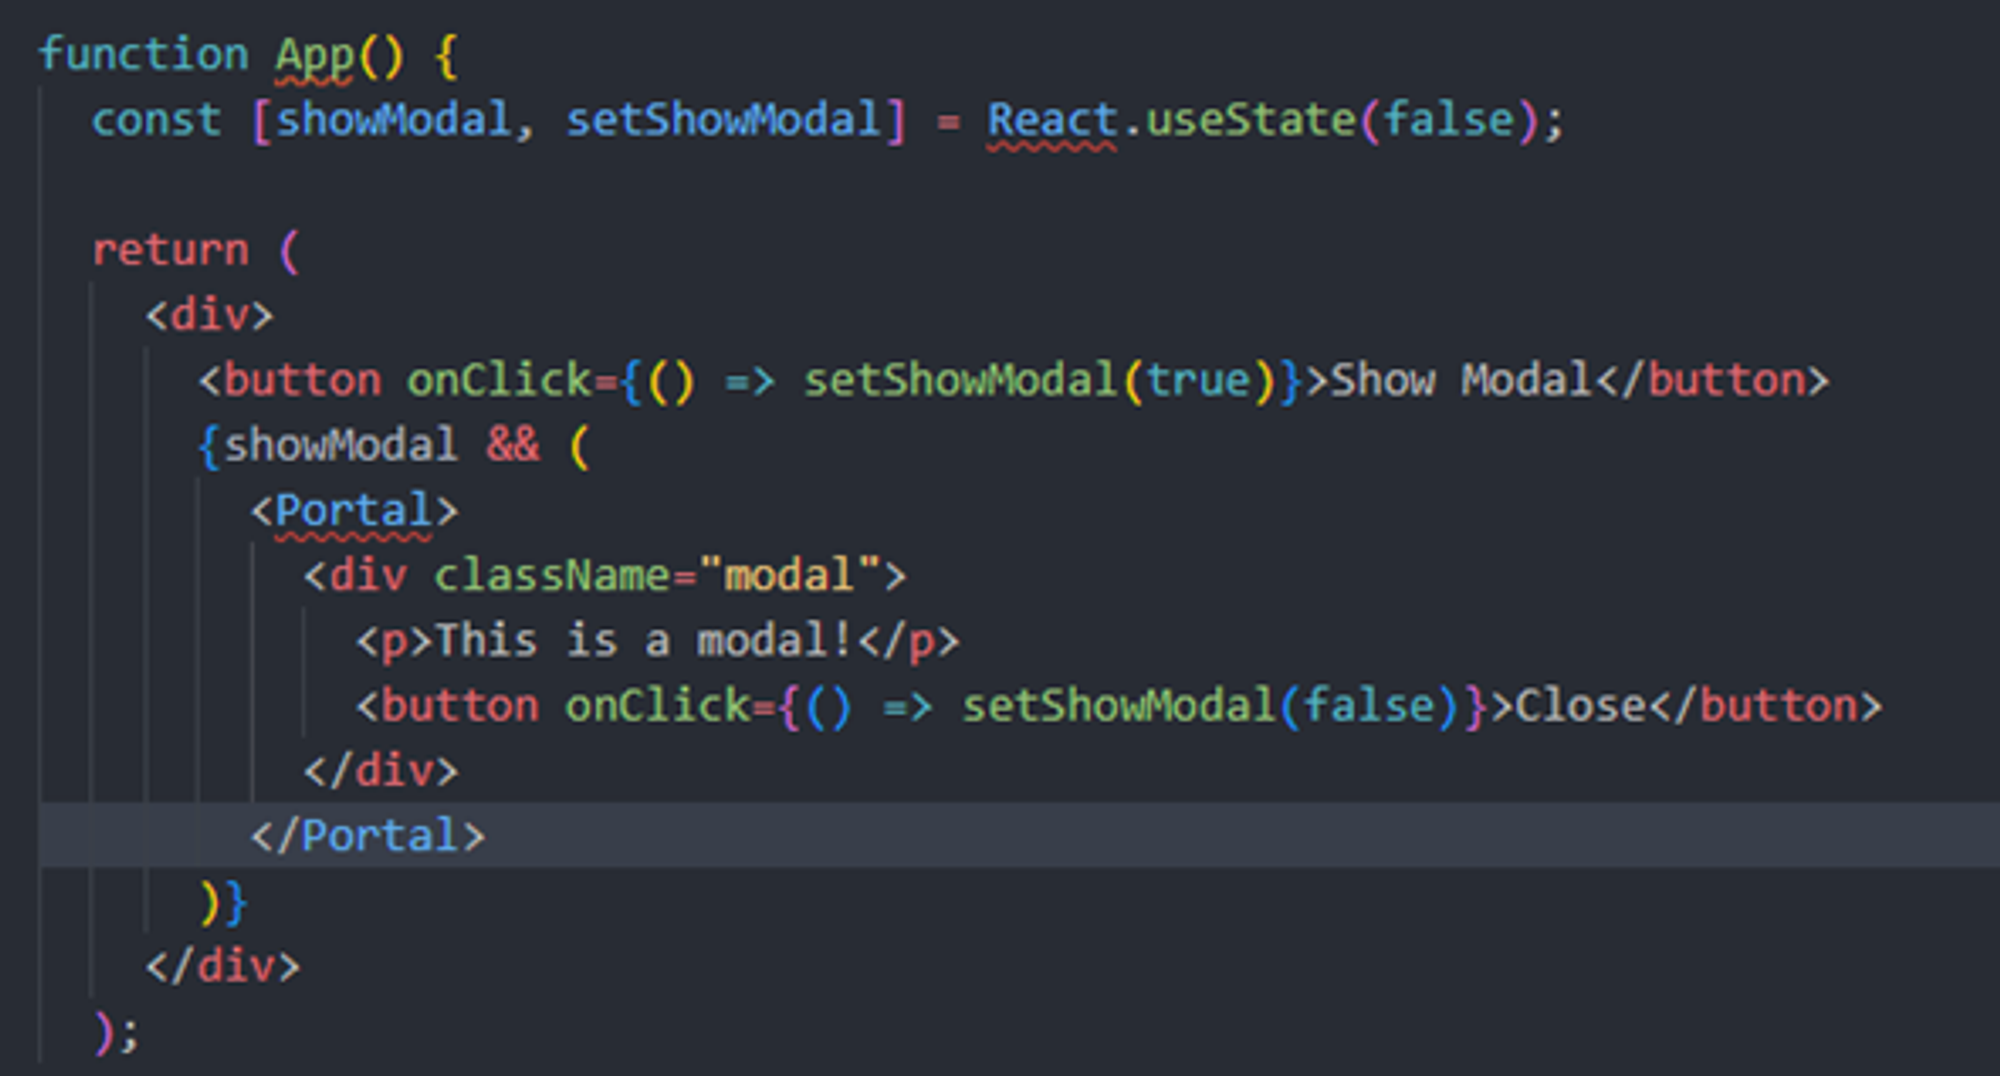 function App() {
  const [showModal, setShowModal] = React.useState(false);

  return (
    <div>
      <button onClick={() => setShowModal(true)}>Show Modal</button>
      {showModal && (
        <Portal>
          <div className="modal">
            <p>This is a modal!</p>
            <button onClick={() => setShowModal(false)}>Close</button>
          </div>
        </Portal>
      )}
    </div>
  );